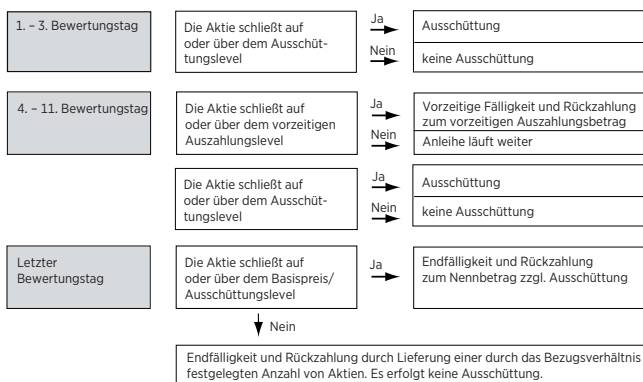 1. – 3. Bewertungstag
Die Aktie schließt auf
oder über dem Ausschüt-
tungslevel
Ja
Ausschüttung
Nein
keine Ausschüttung
4. – 11. Bewertungstag
Die Aktie schließt auf
oder über dem vorzeitigen
Auszahlungslevel
Ja
Vorzeitige Fälligkeit und Rückzahlung
zum vorzeitigen Auszahlungsbetrag
Nein
Anleihe läuft weiter
Die Aktie schließt auf
oder über dem Ausschüt-
tungslevel
Ja
Ausschüttung
Nein
keine Ausschüttung
Letzter
Bewertungstag
Die Aktie schließt auf
oder über dem Basispreis/
Ausschüttungslevel
Ja
Endfälligkeit und Rückzahlung
zum Nennbetrag zzgl. Ausschüttung
Nein
Endfälligkeit und Rückzahlung durch Lieferung einer durch das Bezugsverhältnis
festgelegten Anzahl von Aktien. Es erfolgt keine Ausschüttung.